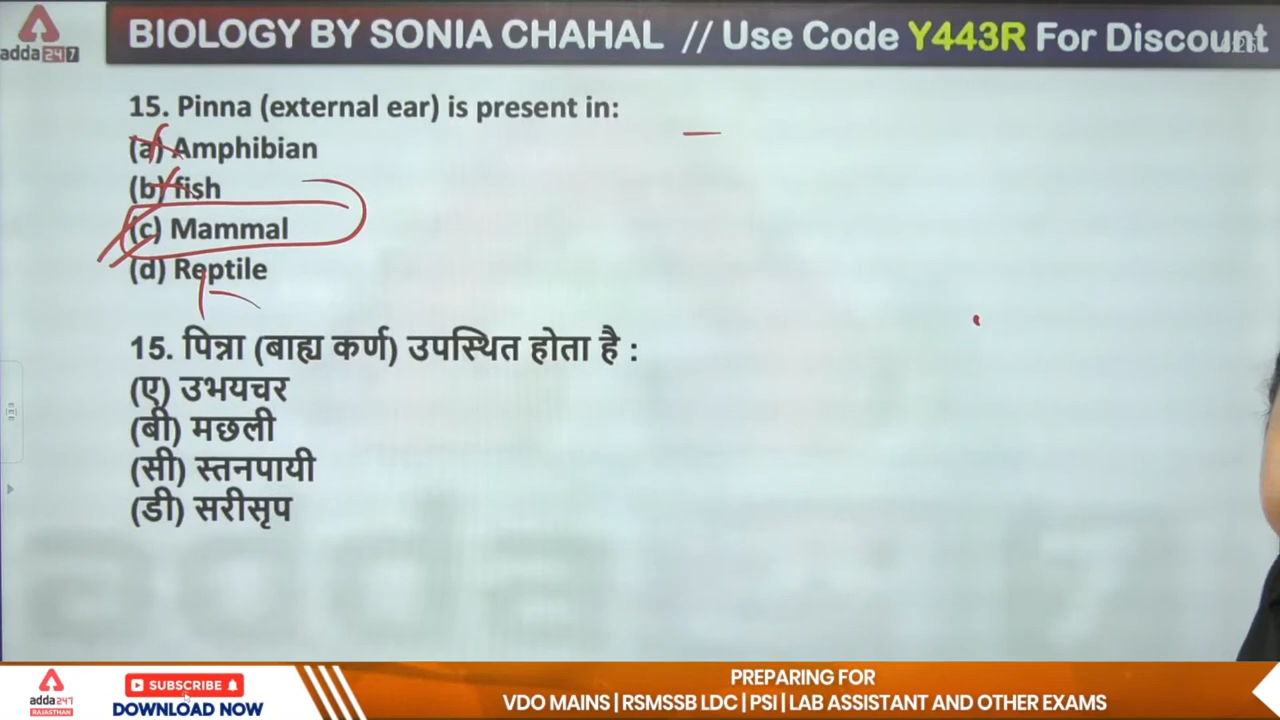 adda247
BIOLOGY BY SONIA CHAHAL // Use Code Y443R For Discount
15. Pinna (external ear) is present in:
(a) Amphibian
(b) fish
(c) Mammal
(d) Reptile
15. पिन्ना (बाह्य कर्ण) उपस्थित होता है :
(ए) उभयचर
(बी) मछली
(सी) स्तनपायी
(डी) सरीसृप
adda 7
adda247
RAJASTHAN
SUBSCRIBE
DOWNLOAD NOW
PREPARING FOR
VDO MAINS | RSMSSB LDC | PSI | LAB ASSISTANT AND OTHER EXAMS